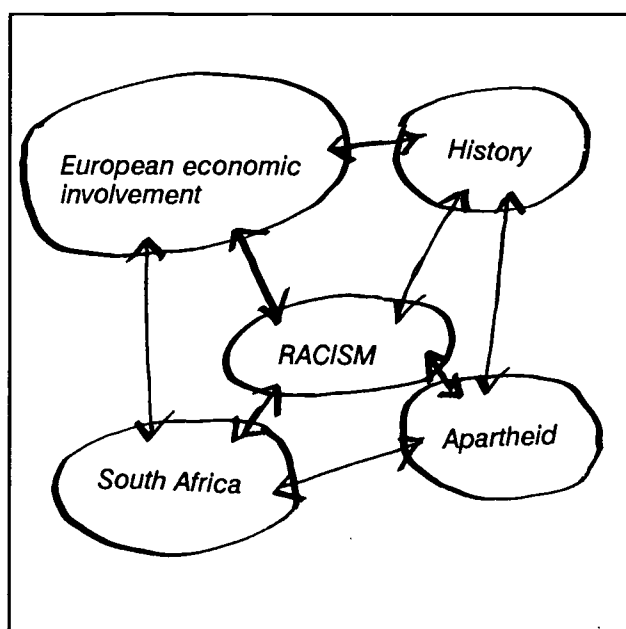 European economic
involvement
History
RACISM
South Africa
Apartheid